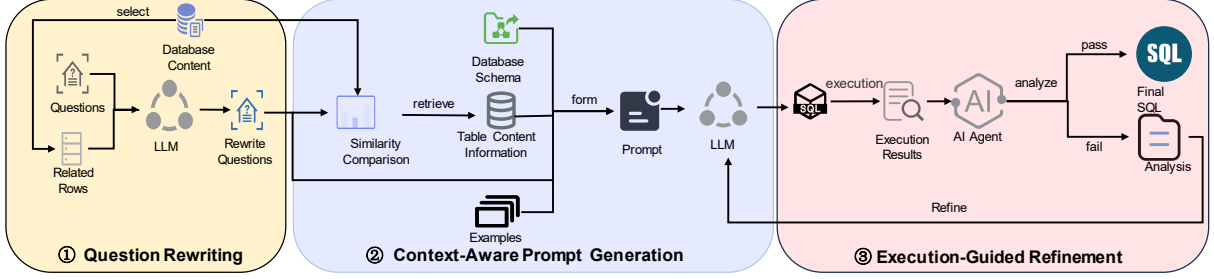 select
Database
Content
Questions
LLM
Related
Rows
Rewrite
Questions
① Question Rewriting
Database
Schema
retrieve
Similarity
Comparison
Table Content
Information
form
Prompt
LLM
Examples
② Context-Aware Prompt Generation
SQL
execution
Execution
Results
AI
AI Agent
analyze
pass
SQL
Final
SQL
fail
Analysis
Refine
③ Execution-Guided Refinement